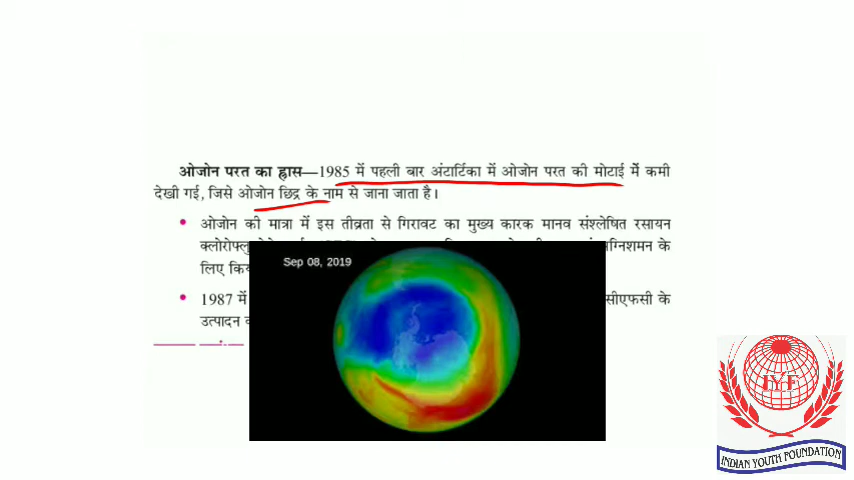 ओजोन परत का ह्रास—1985 में पहली बार अंटार्टिका में ओजोन परत की मोटाई में कमी
देखी गई, जिसे ओजोन छिद्र के नाम से जाना जाता है।
• ओजोन की मात्रा में इस तीव्रता से गिरावट का मुख्य कारक मानव संश्लेषित रसायन
अग्निशमन के
लिए
Sep 08, 2019
• 1987 में सीएफसी के
उत्पादन
IYF
INDIAN YOUTH FOUNDATION